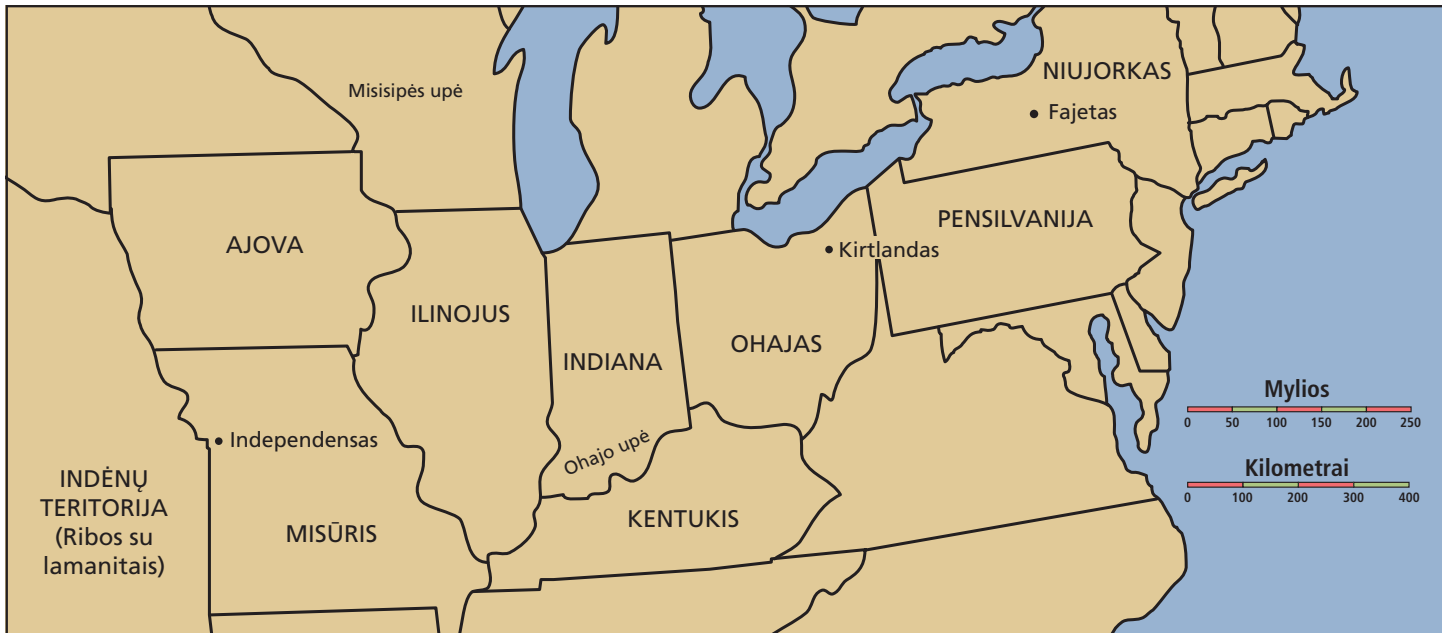 NIUJORKAS
Misisipės upė
Fajetas
PENSILVANIJA
AJOVA
Kirtlandas
ILINOJUS
OHAJAS
INDIANA
Mylios
0 50 100 150 200 250
Independensas
Ohajo upė
Kilometrai
0 100 200 300 400
INDĖNŲ
TERITORIJA
(Ribos su
lamanitais)
MISŪRIS
KENTUKIS